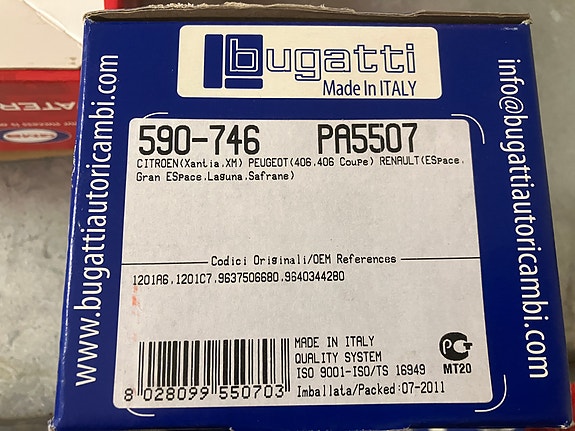 bugatti
Made In ITALY
www.bugattiautoricambi.com
info@bugattiautoricambi.com
590-746 PA5507
CITROEN(Xantia,XM) PEUGEOT(406,406 Coupe) RENAULT(ESpace,
Gran ESpace,Laguna,Safrane)
Codici Originali/OEM References
1201A6,1201C7,9637506680,9640344280
MADE IN ITALY
QUALITY SYSTEM
ISO 9001-ISO/TS 16949
Imballata/Packed:07-2011
8 028099 550703
MT20